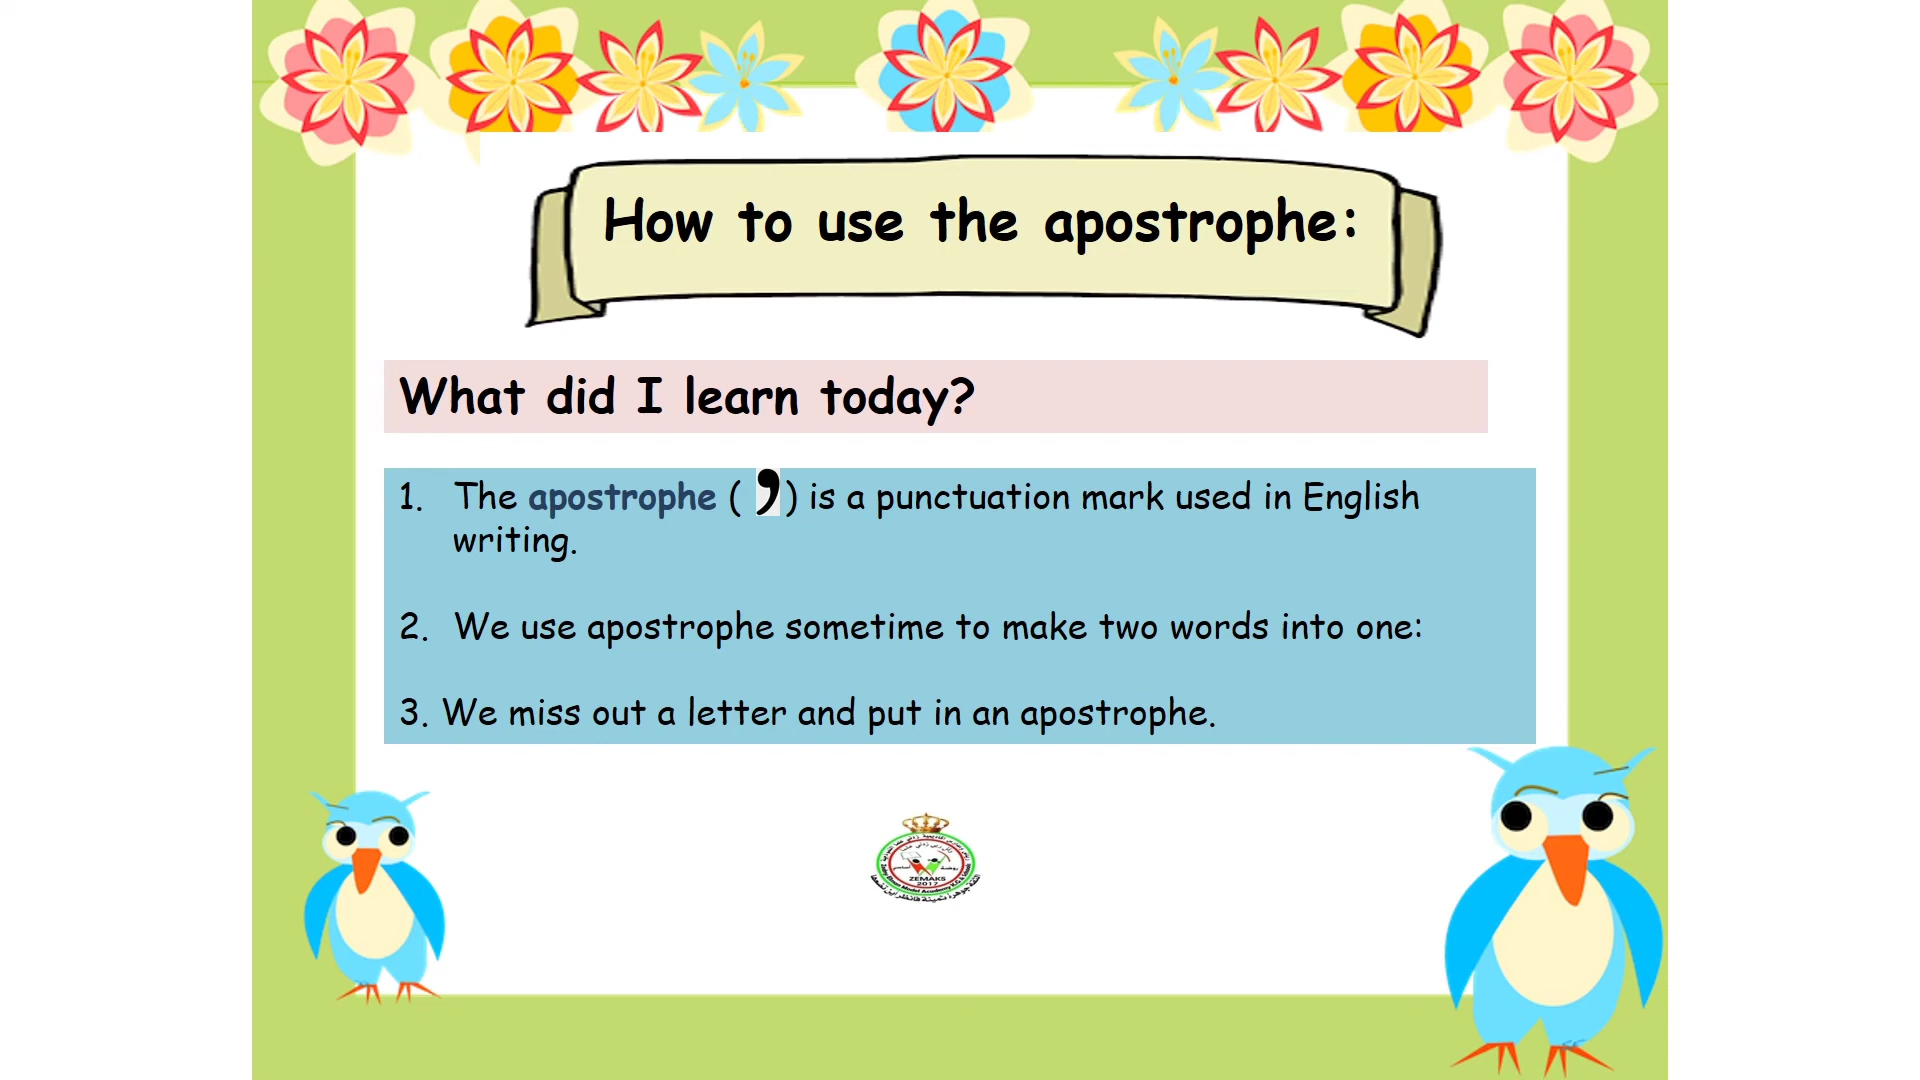 How to use the apostrophe:
What did I learn today?
1. The apostrophe ( ’ ) is a punctuation mark used in English
writing.
2. We use apostrophe sometime to make two words into one:
3. We miss out a letter and put in an apostrophe.
ZEMAKS
2017